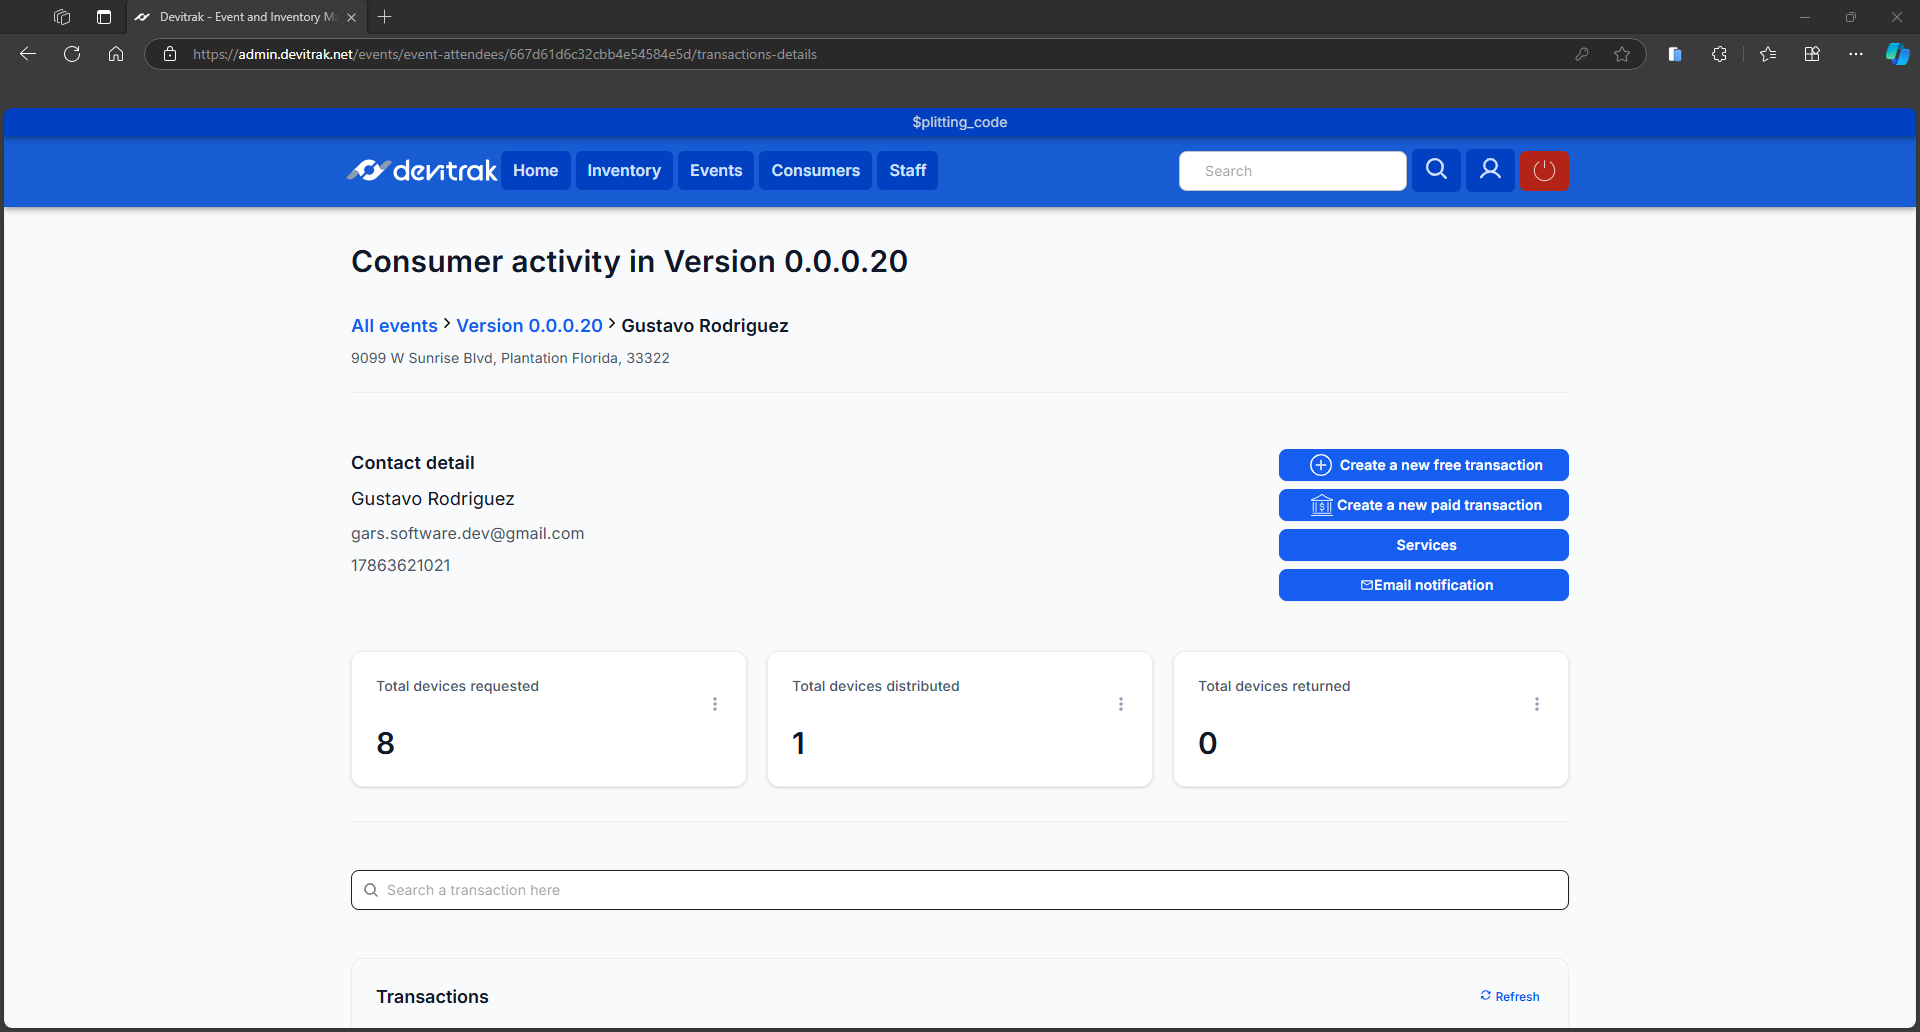 Devitrak - Event and Inventory Ma
https://admin.devitrak.net/events/event-attendees/667d61d6c32cbb4e54584e5d/transactions-details
$plitting_code
devitrak Home Inventory Events Consumers Staff Search
Consumer activity in Version 0.0.0.20
All events > Version 0.0.0.20 > Gustavo Rodriguez
9099 W Sunrise Blvd, Plantation Florida, 33322
Contact detail
Gustavo Rodriguez
gars.software.dev@gmail.com
17863621021
Create a new free transaction
Create a new paid transaction
Services
Email notification
Total devices requested
8
Total devices distributed
1
Total devices returned
0
Search a transaction here
Transactions
Refresh